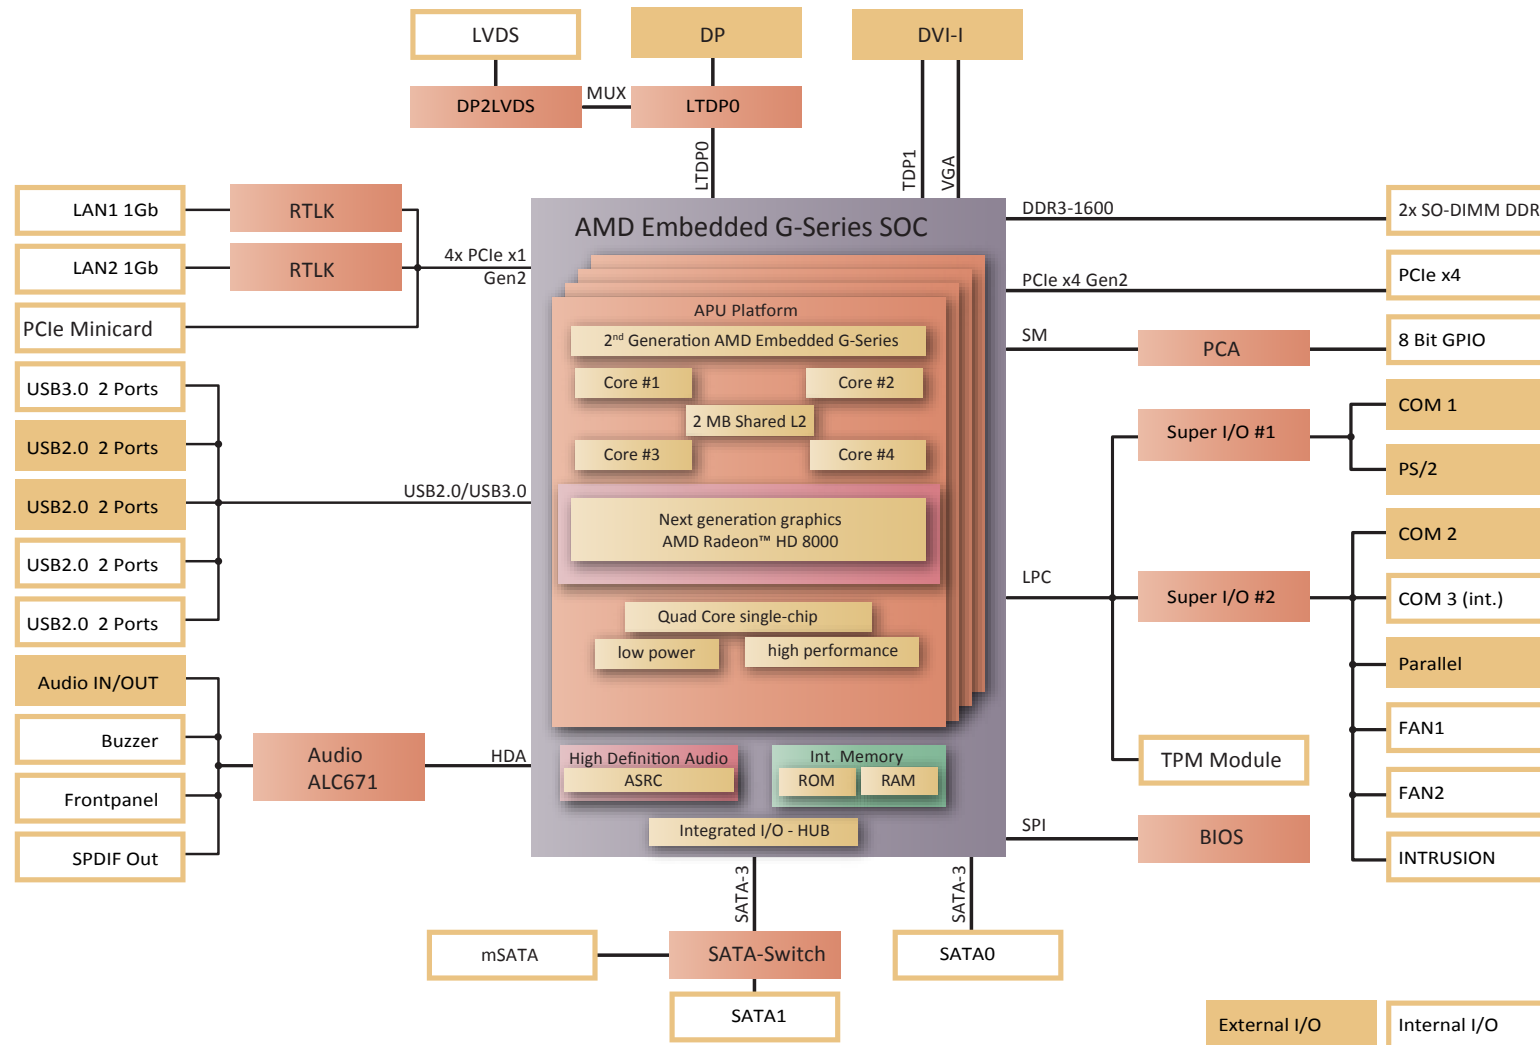 LVDS
DP
DVI-I
DP2LVDS
MUX
LTDP0
LTDP0
TDP1
VGA
LAN1 1Gb
RTLK
LAN2 1Gb
RTLK
4x PCIe x1
Gen2
PCIe Minicard
USB3.0 2 Ports
USB2.0 2 Ports
USB2.0 2 Ports
USB2.0 2 Ports
USB2.0 2 Ports
USB2.0/USB3.0
Audio IN/OUT
Buzzer
Frontpanel
SPDIF Out
Audio
ALC671
HDA
AMD Embedded G-Series SOC
APU Platform
2nd Generation AMD Embedded G-Series
Core #1
Core #2
2 MB Shared L2
Core #3
Core #4
Next generation graphics
AMD Radeon™ HD 8000
Quad Core single-chip
low power
high performance
High Definition Audio
ASRC
Int. Memory
ROM
RAM
Integrated I/O - HUB
DDR3-1600
2x SO-DIMM DDR
PCIe x4 Gen2
PCIe x4
SM
PCA
8 Bit GPIO
Super I/O #1
COM 1
PS/2
LPC
Super I/O #2
COM 2
COM 3 (int.)
Parallel
FAN1
FAN2
INTRUSION
TPM Module
SPI
BIOS
SATA-3
SATA-3
mSATA
SATA-Switch
SATA0
SATA1
External I/O
Internal I/O